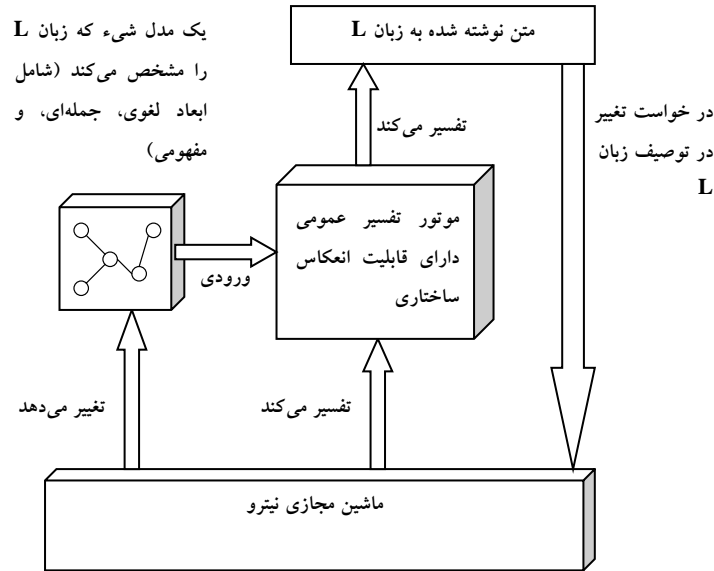 متن نوشته شده به زبان L
یک مدل شیء که زبان L
را مشخص می‌کند (شامل
ابعاد لغوی، جمله‌ای، و
مفهومی)
در خواست تغییر
در توصیف زبان
L
تفسیر می‌کند
موتور تفسیر عمومی
دارای قابلیت انعکاس
ساختاری
ورودی
تغییر می‌دهد
تفسیر می‌کند
ماشین مجازی نیترو